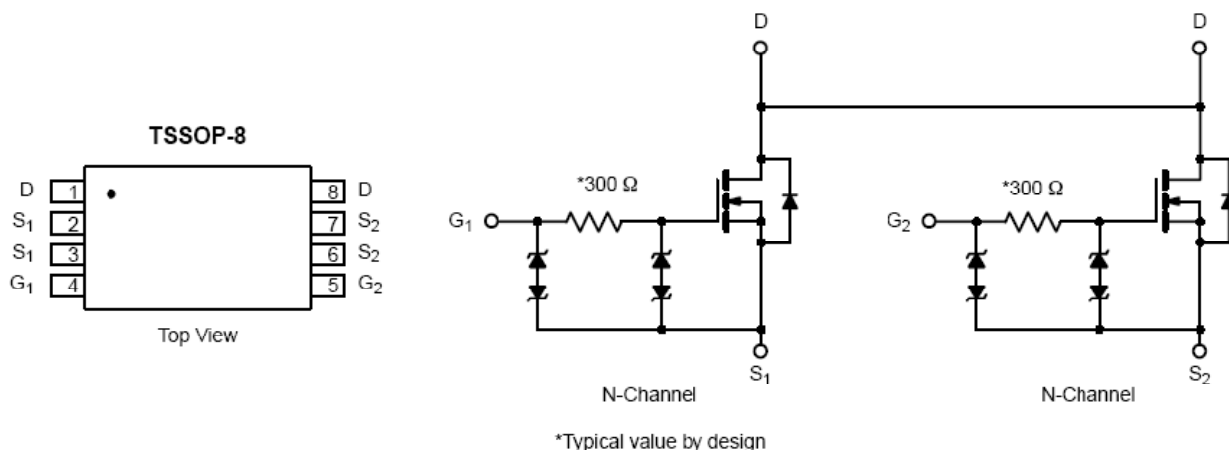 TSSOP-8
D 1 8 D
S1 2 7 S2
S1 3 6 S2
G1 4 5 G2
Top View
D
D
*300 Ω
*300 Ω
G1
G2
S1
S2
N-Channel
N-Channel
*Typical value by design